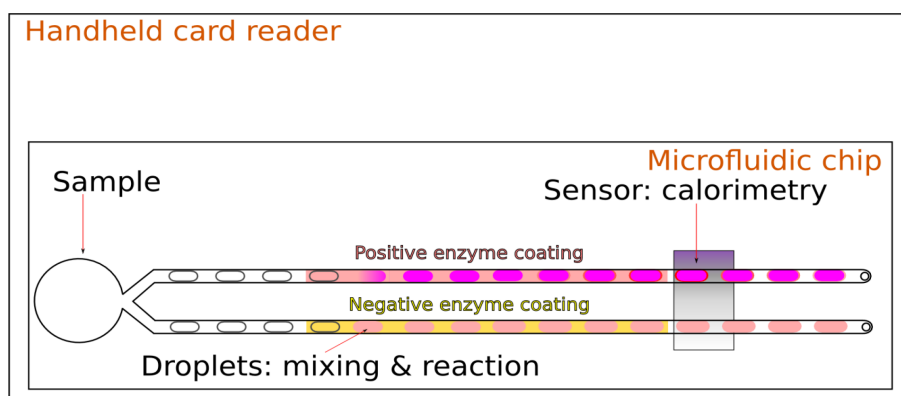 Handheld card reader
Microfluidic chip
Sample
Sensor: calorimetry
Positive enzyme coating
Negative enzyme coating
Droplets: mixing & reaction